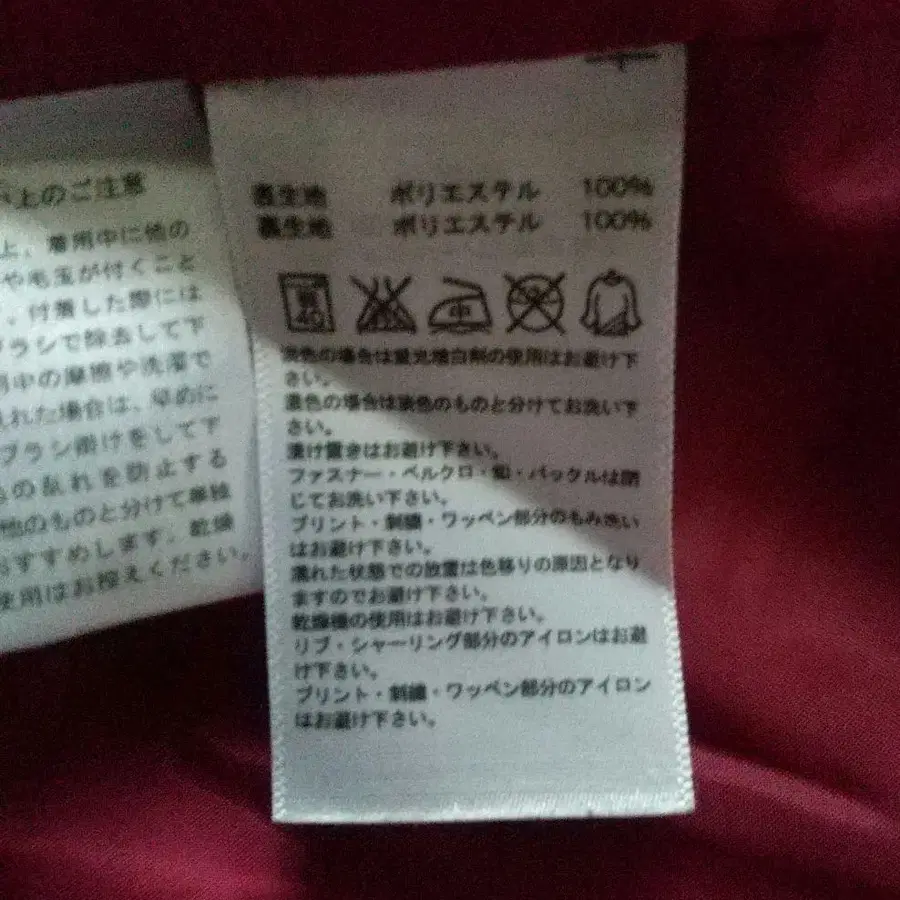 上のご注意
上、着用中に他の
や毛玉が付くこと
、付着した際には
ブラシで除去して下
用中の摩擦や洗濯で
乱れた場合は、早めに
ブラシ掛けをして下
の乱れを防止する
他のものと分けて単独
おすすめします。乾燥
使用はお控えください。
表生地 ポリエステル 100%
裏生地 ポリエステル 100%
40
中
淡色の場合は蛍光増白剤の使用はお避け下
さい。
濃色の場合は淡色のものと分けてお洗い下
さい。
漬け置きはお避け下さい。
ファスナー・ベルクロ・釦・バックルは閉
じてお洗い下さい。
プリント・刺繍・ワッペン部分のもみ洗い
はお避け下さい。
濡れた状態での放置は色移りの原因となり
ますのでお避け下さい。
乾燥機の使用はお避け下さい。
リブ・シャーリング部分のアイロンはお避
け下さい。
プリント・刺繍・ワッペン部分のアイロン
はお避け下さい。